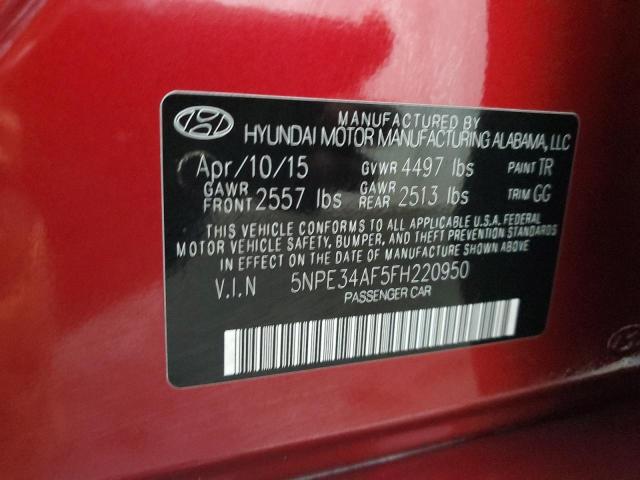 MANUFACTURED BY
HYUNDAI MOTOR MANUFACTURING ALABAMA, LLC
Apr/10/15 GVWR 4497 lbs PAINT TR
GAWR FRONT 2557 lbs GAWR REAR 2513 lbs TRIM GG
THIS VEHICLE CONFORMS TO ALL APPLICABLE U.S.A. FEDERAL
MOTOR VEHICLE SAFETY, BUMPER, AND THEFT PREVENTION STANDARDS
IN EFFECT ON THE DATE OF MANUFACTURE SHOWN ABOVE.
V.I.N 5NPE34AF5FH220950
PASSENGER CAR